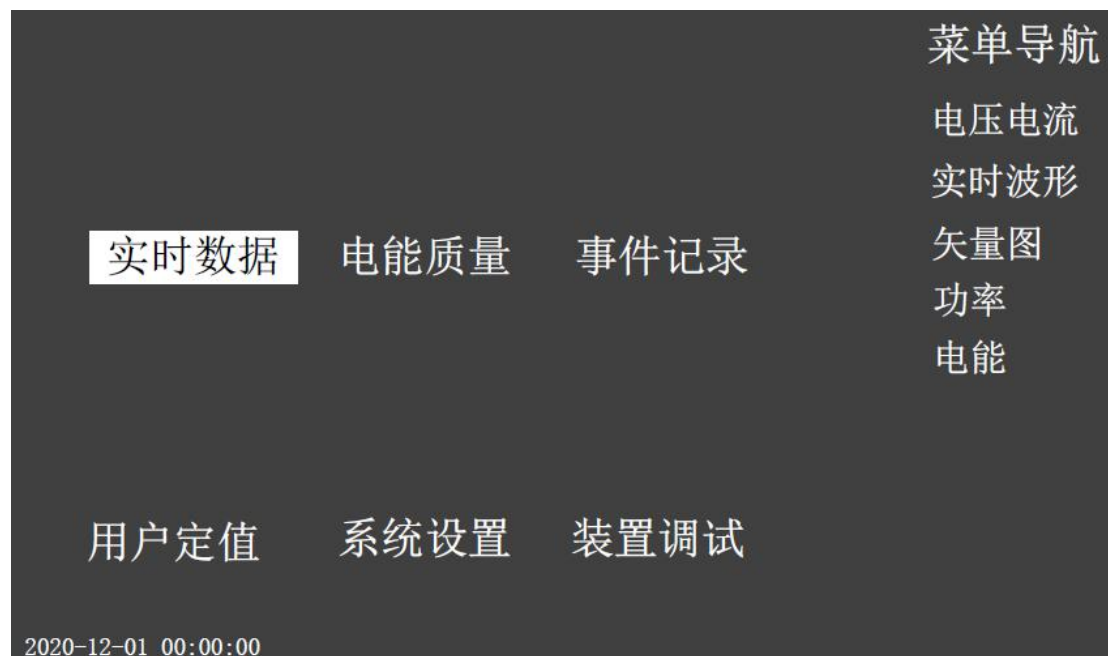 菜单导航
电压电流
实时波形
矢量图
功率
电能
实时数据 电能质量 事件记录
用户定值 系统设置 装置调试
2020-12-01 00:00:00